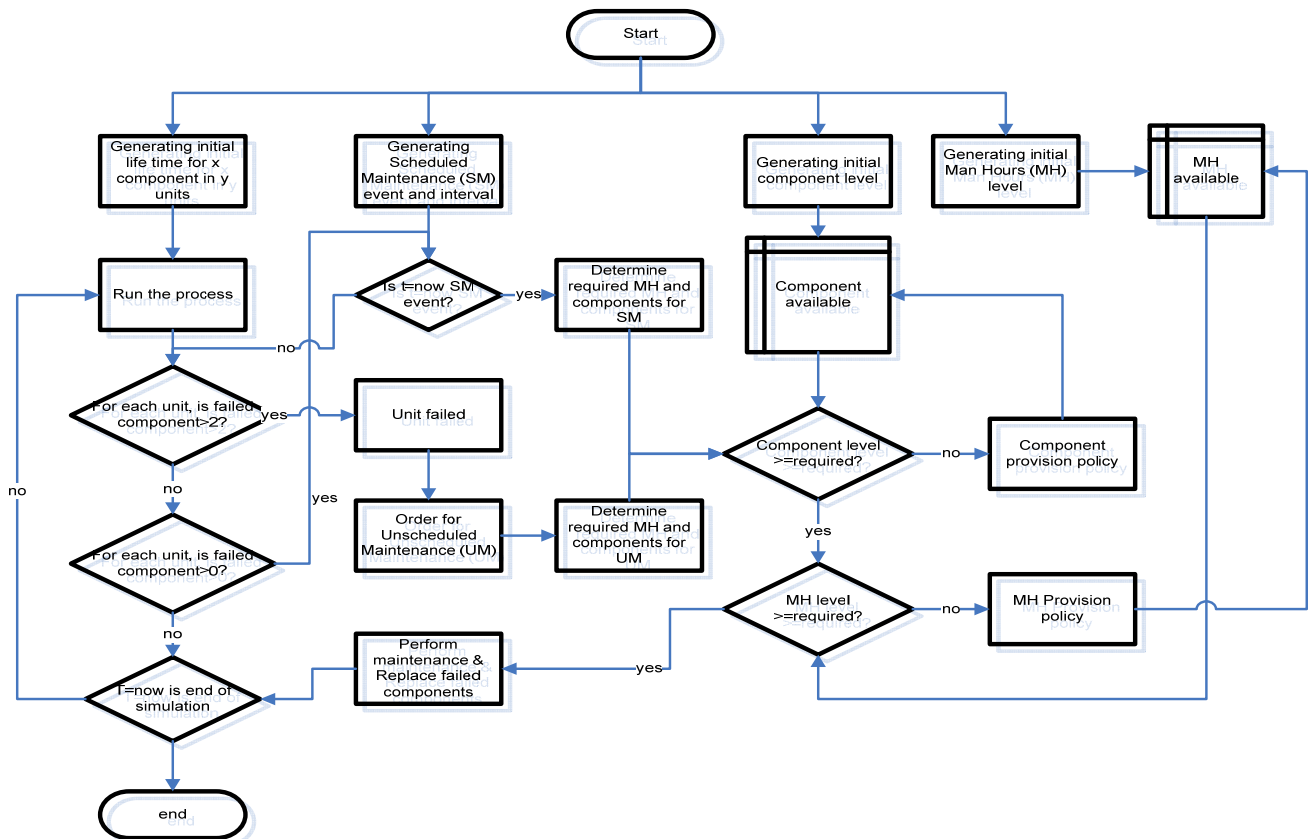 Start
Generating initial
life time for x
component in y
units
Generating
Scheduled
Maintenance (SM)
event and interval
Generating initial
component level
Generating initial
Man Hours (MH)
level
MH
available
Run the process
Is t=now SM
event?
yes
Determine
required MH and
components for
SM
Component
available
no
For each unit, is failed
component>2?
yes
Unit failed
Component level
>=required?
no
Component
provision policy
no
no
yes
Order for
Unscheduled
Maintenance (UM)
Determine
required MH and
components for
UM
yes
For each unit, is failed
component>0?
MH level
>=required?
no
MH Provision
policy
no
Perform
maintenance &
Replace failed
components
yes
T=now is end of
simulation
end